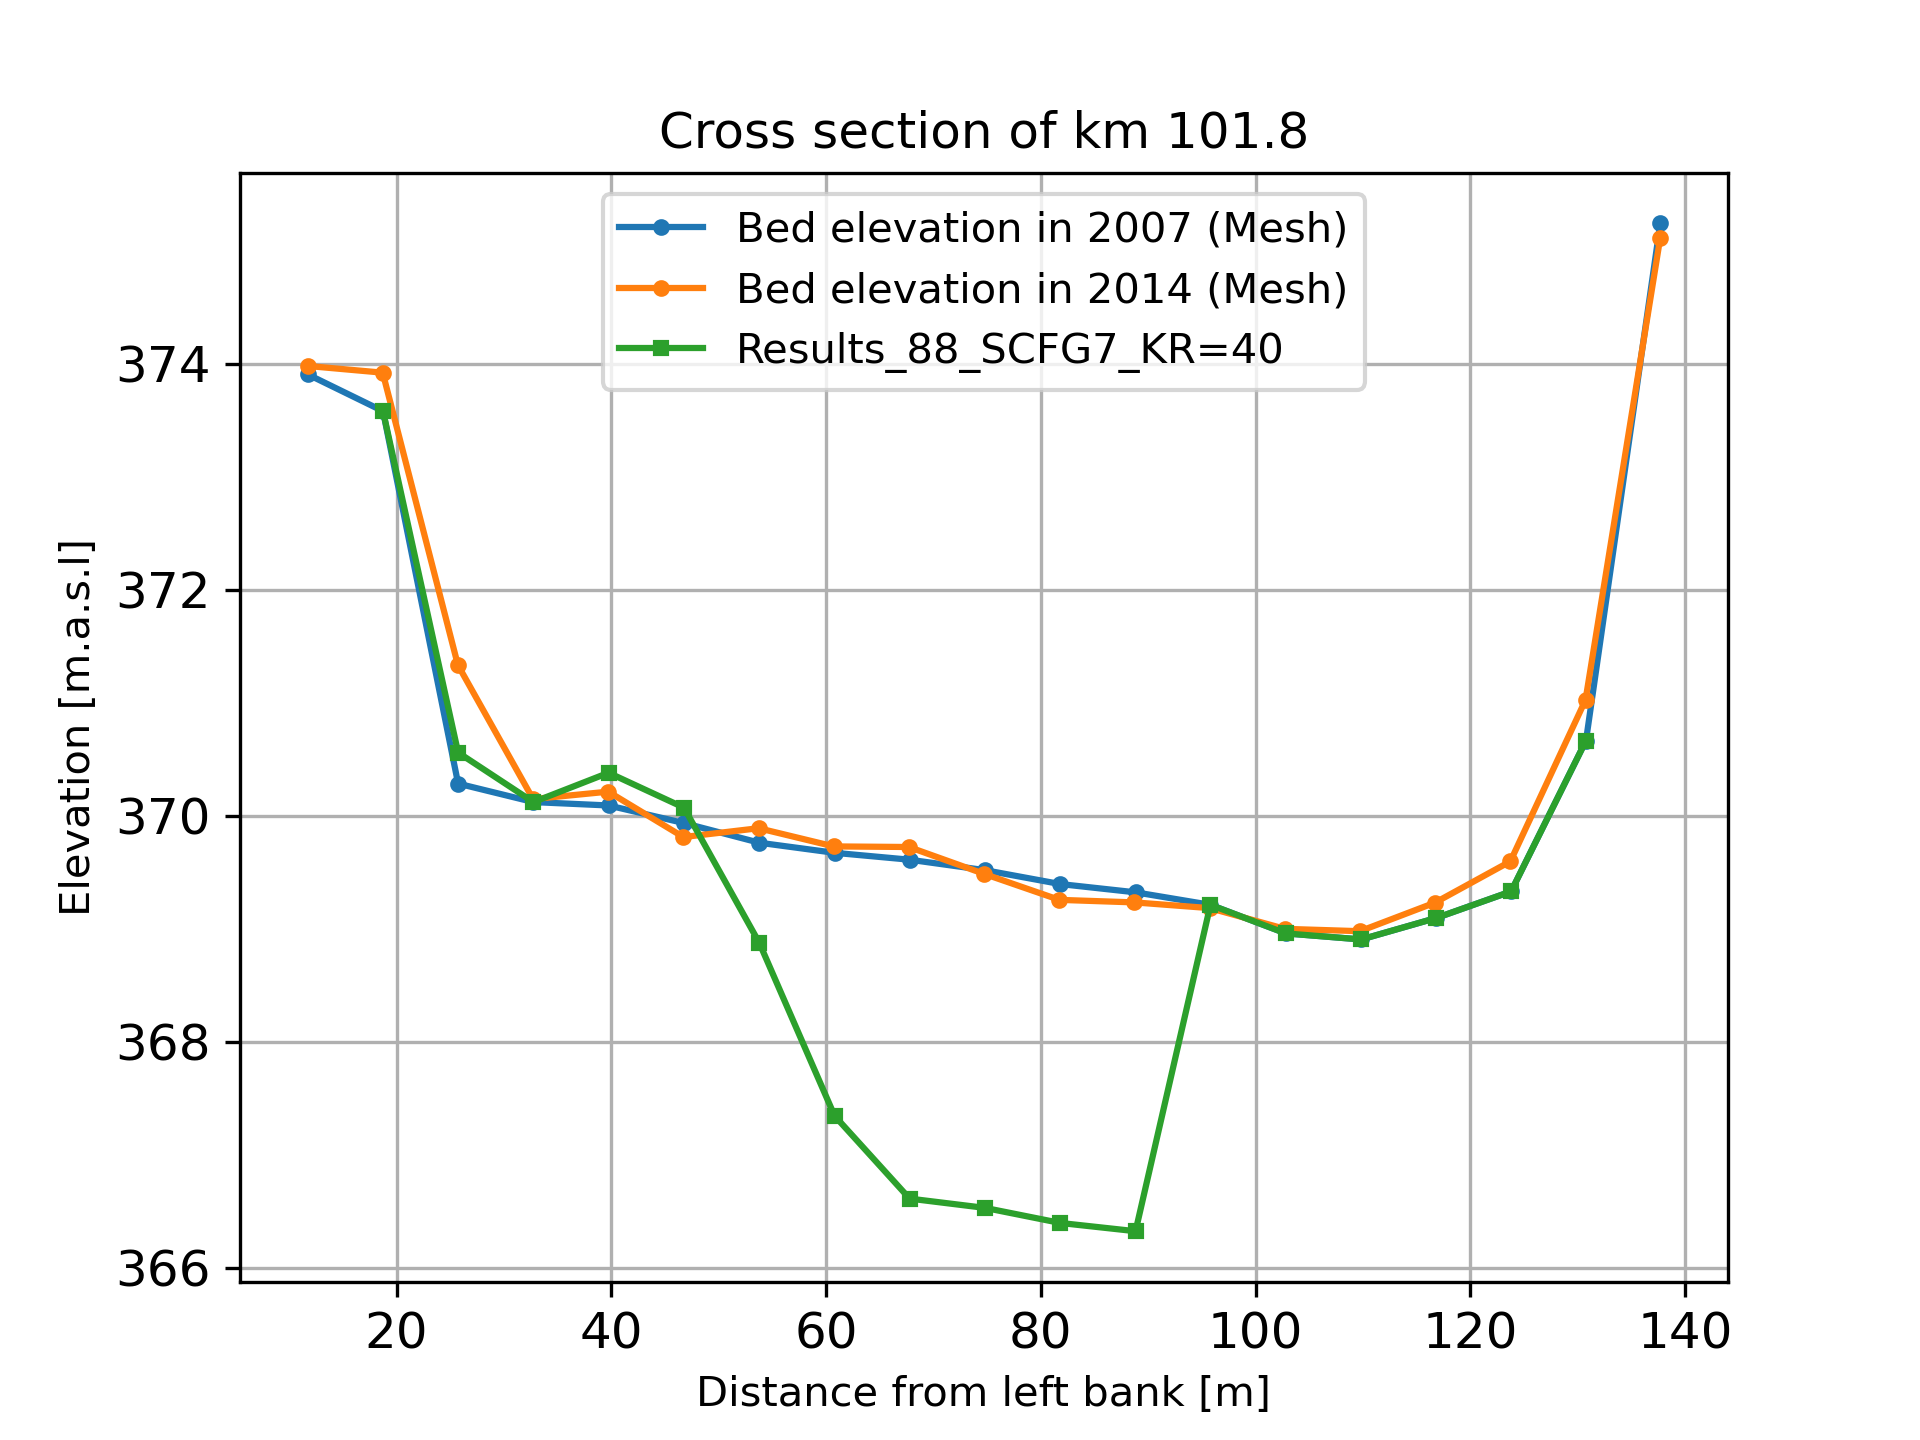 Cross section of km 101.8
Bed elevation in 2007 (Mesh)
Bed elevation in 2014 (Mesh)
Results_88_SCFG7_KR=40
374
372
370
368
366
Elevation [m.a.s.l]
20 40 60 80 100 120 140
Distance from left bank [m]